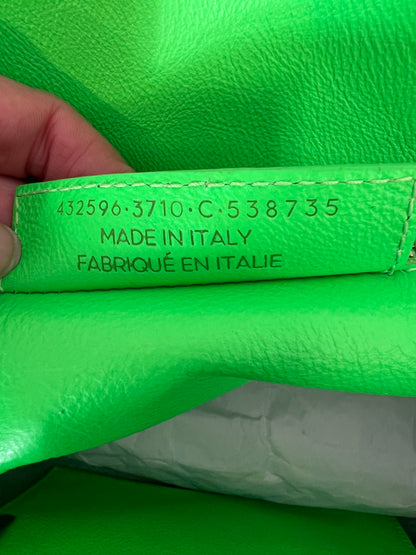 432596·3710·C·538735
MADE IN ITALY
FABRIQUÉ EN ITALIE